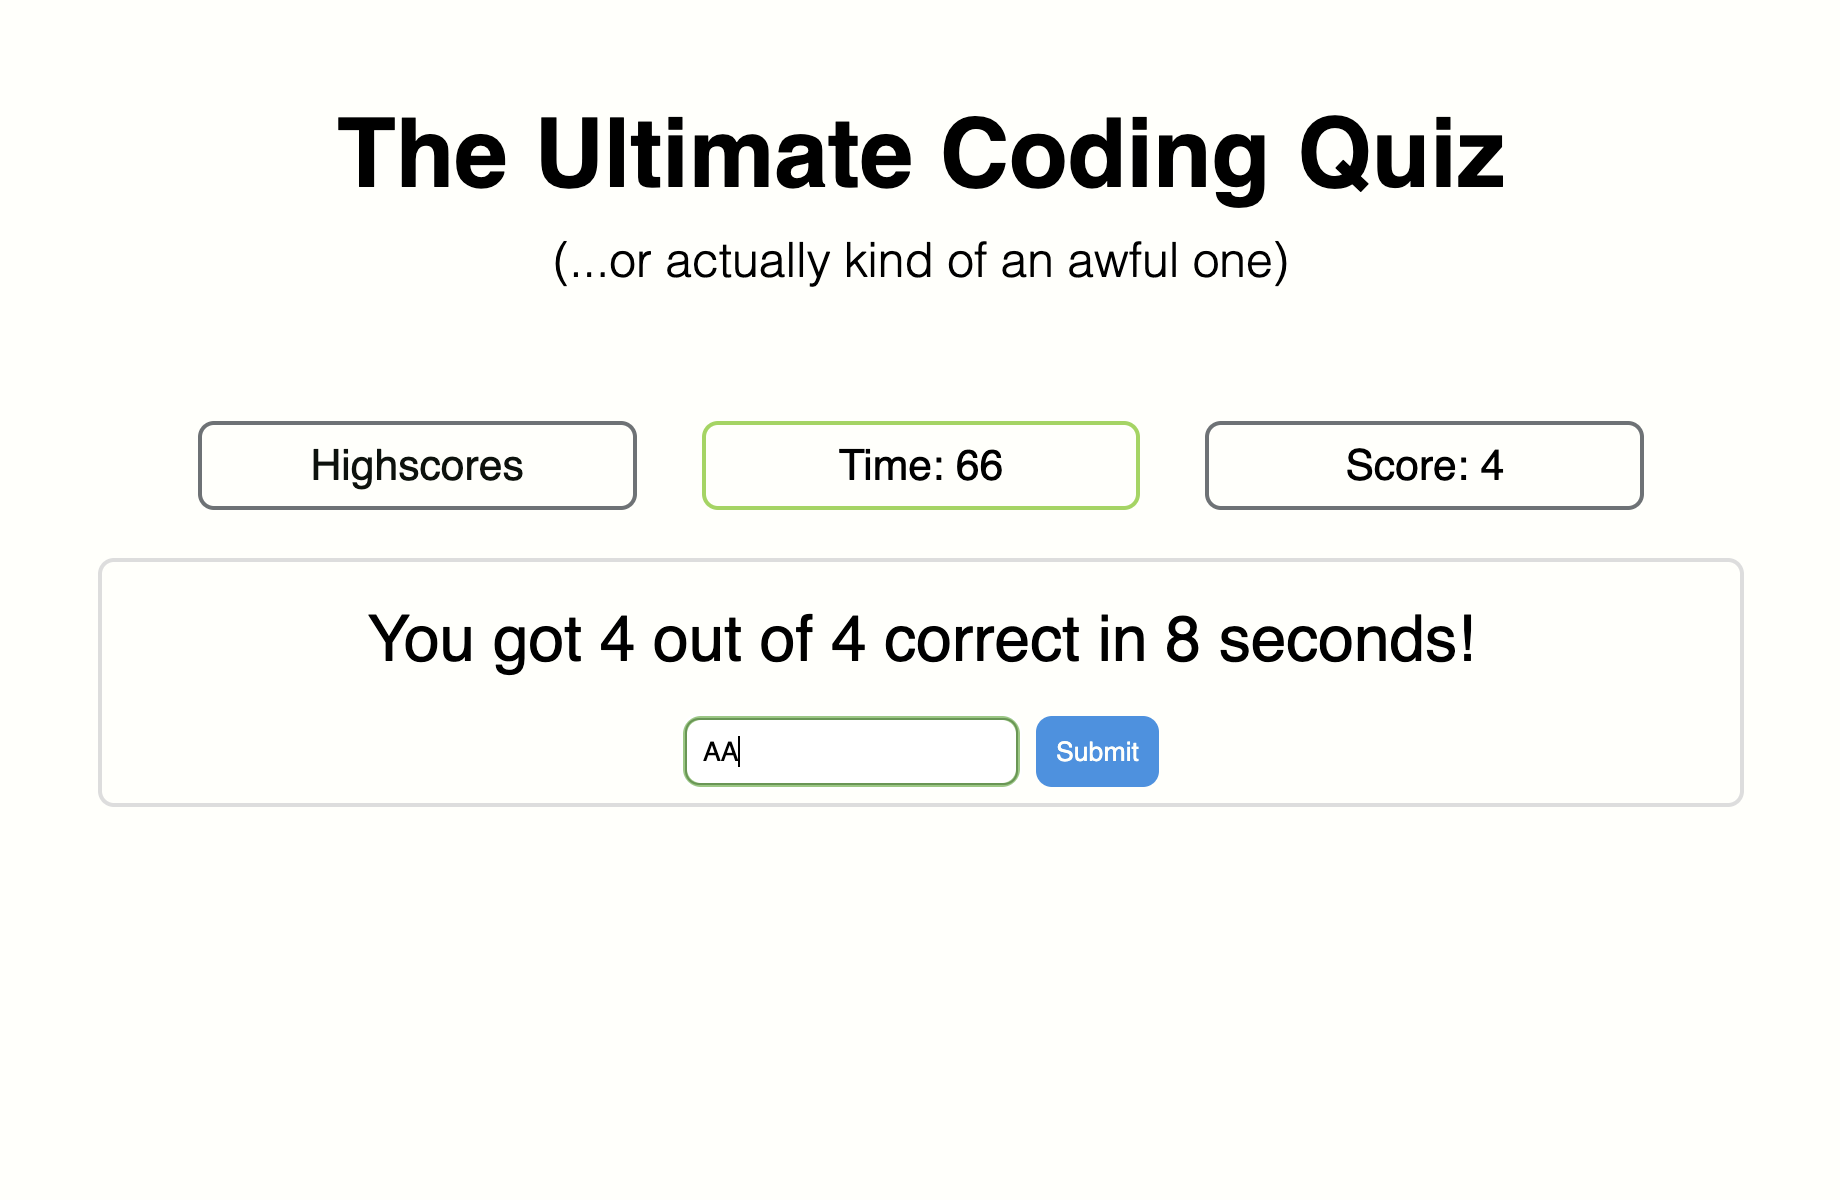 The Ultimate Coding Quiz
(...or actually kind of an awful one)
Highscores
Time: 66
Score: 4
You got 4 out of 4 correct in 8 seconds!
AA
Submit